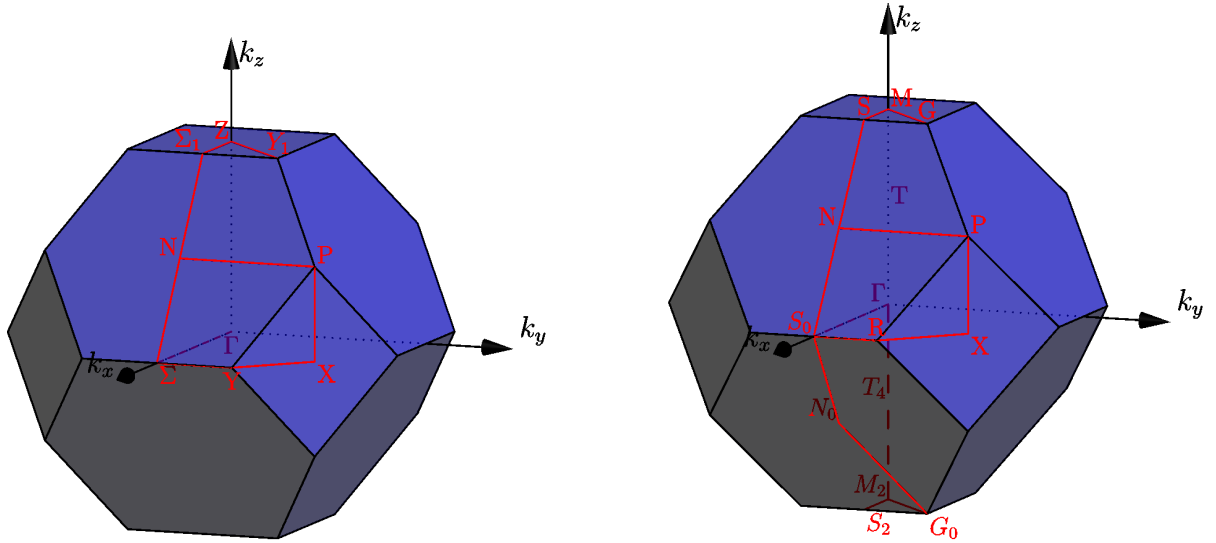 k_z
Σ_1 Z Y_1
N P
Γ k_y
k_x Σ Y X
k_z
S M G
T
N P
Γ k_y
k_x S_0 R X
T_4
N_0
M_2
S_2 G_0